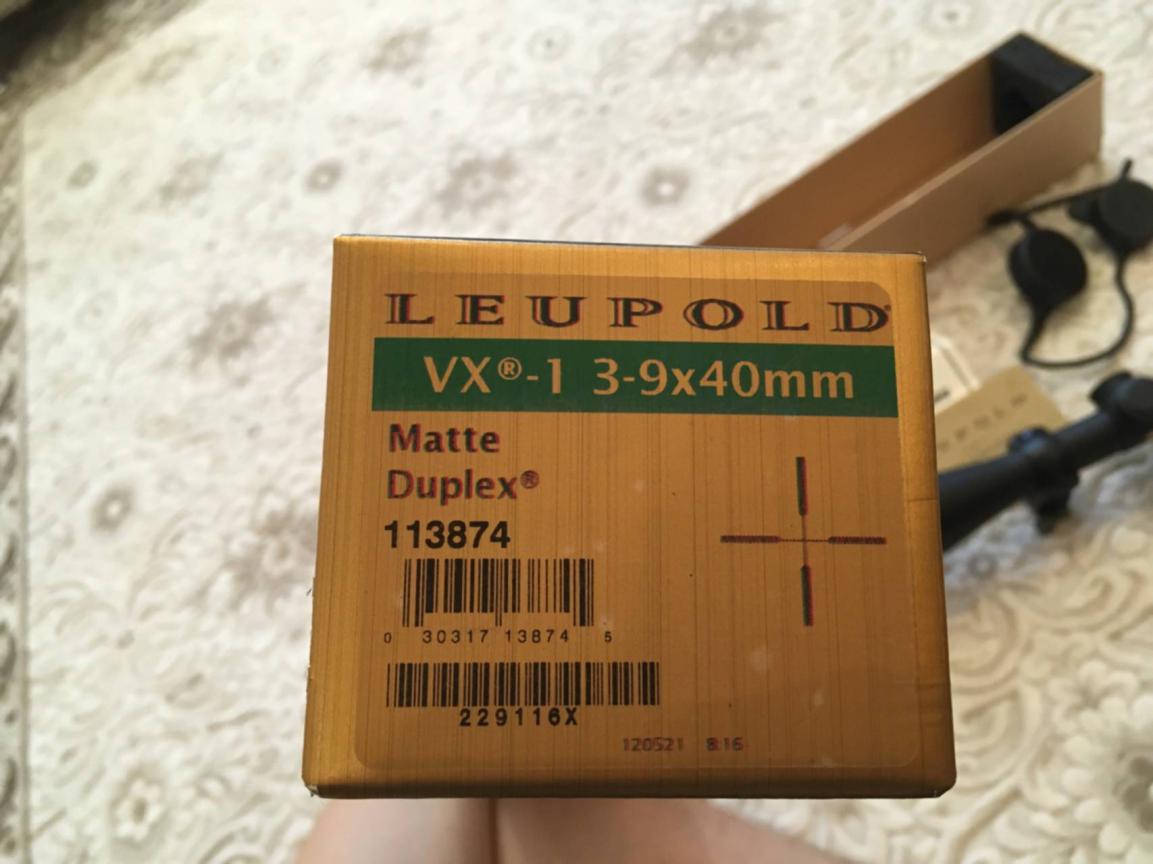 LEUPOLD®
VX®-1 3-9x40mm
Matte
Duplex®
113874
0 30317 13874 5
229116X
120521 8:16